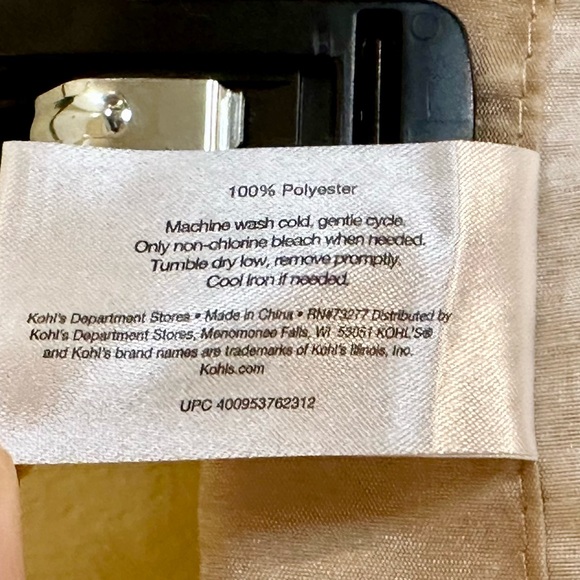 100% Polyester
Machine wash cold, gentle cycle.
Only non-chlorine bleach when needed.
Tumble dry low, remove promptly.
Cool Iron if needed.
Kohl's Department Stores • Made in China • RN#73277 Distributed by
Kohl's Department Stores, Menomonee Falls, WI 53051 KOHL'S®
and Kohl's brand names are trademarks of Kohl's Illinois, Inc.
Kohls.com
UPC 400953762312